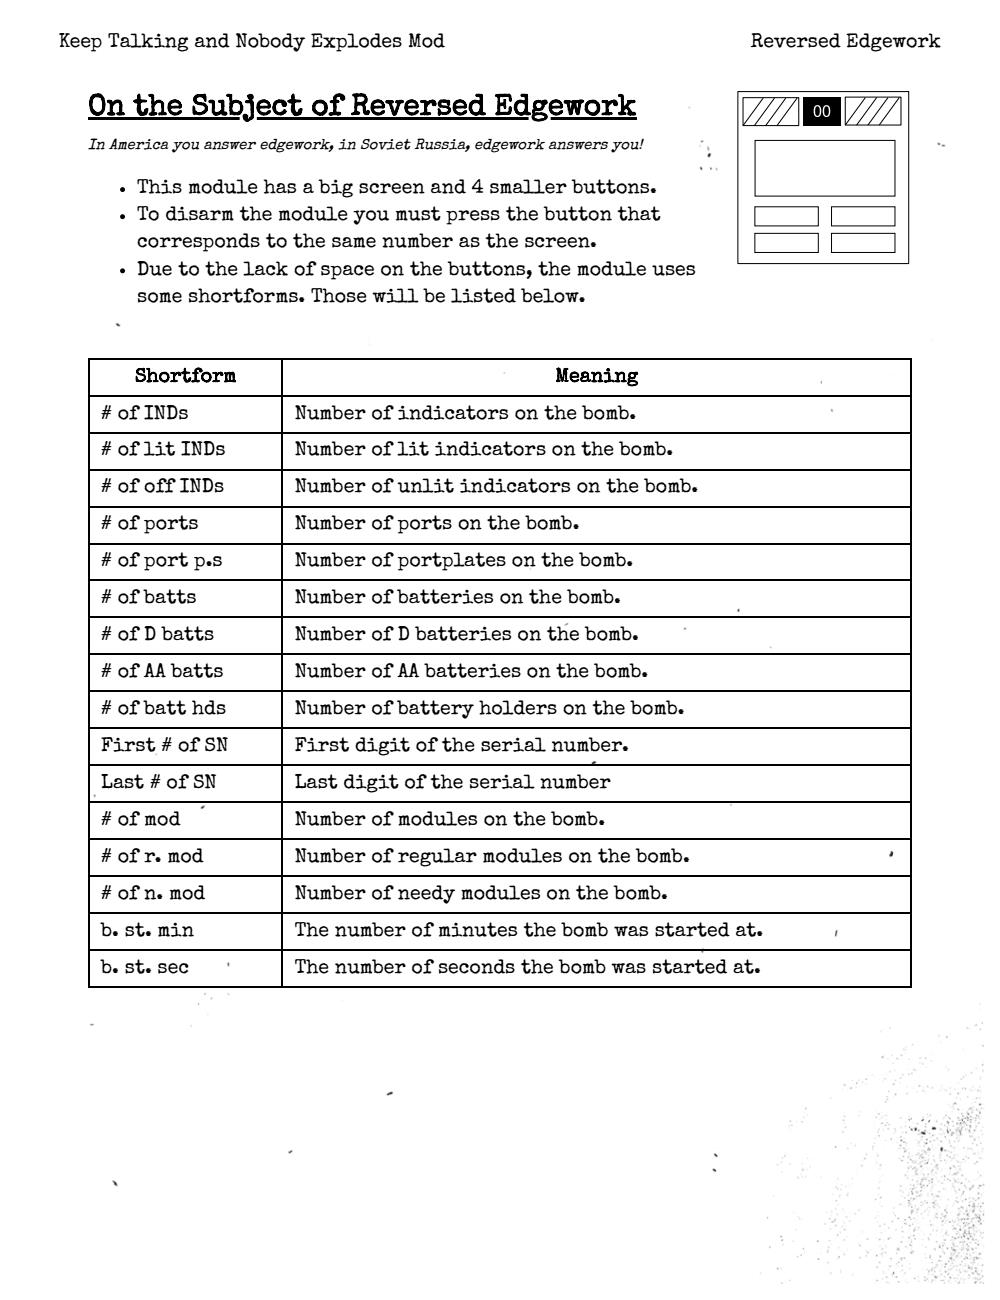 Keep Talking and Nobody Explodes Mod
Reversed Edgework
On the Subject of Reversed Edgework
In America you answer edgework, in Soviet Russia, edgework answers you!
00
• This module has a big screen and 4 smaller buttons.
• To disarm the module you must press the button that
corresponds to the same number as the screen.
• Due to the lack of space on the buttons, the module uses
some shortforms. Those will be listed below.
Shortform Meaning
# of INDs Number of indicators on the bomb.
# of lit INDs Number of lit indicators on the bomb.
# of off INDs Number of unlit indicators on the bomb.
# of ports Number of ports on the bomb.
# of port p.s Number of portplates on the bomb.
# of batts Number of batteries on the bomb.
# of D batts Number of D batteries on the bomb.
# of AA batts Number of AA batteries on the bomb.
# of batt hds Number of battery holders on the bomb.
First # of SN First digit of the serial number.
Last # of SN Last digit of the serial number
# of mod Number of modules on the bomb.
# of r. mod Number of regular modules on the bomb.
# of n. mod Number of needy modules on the bomb.
b. st. min The number of minutes the bomb was started at.
b. st. sec The number of seconds the bomb was started at.